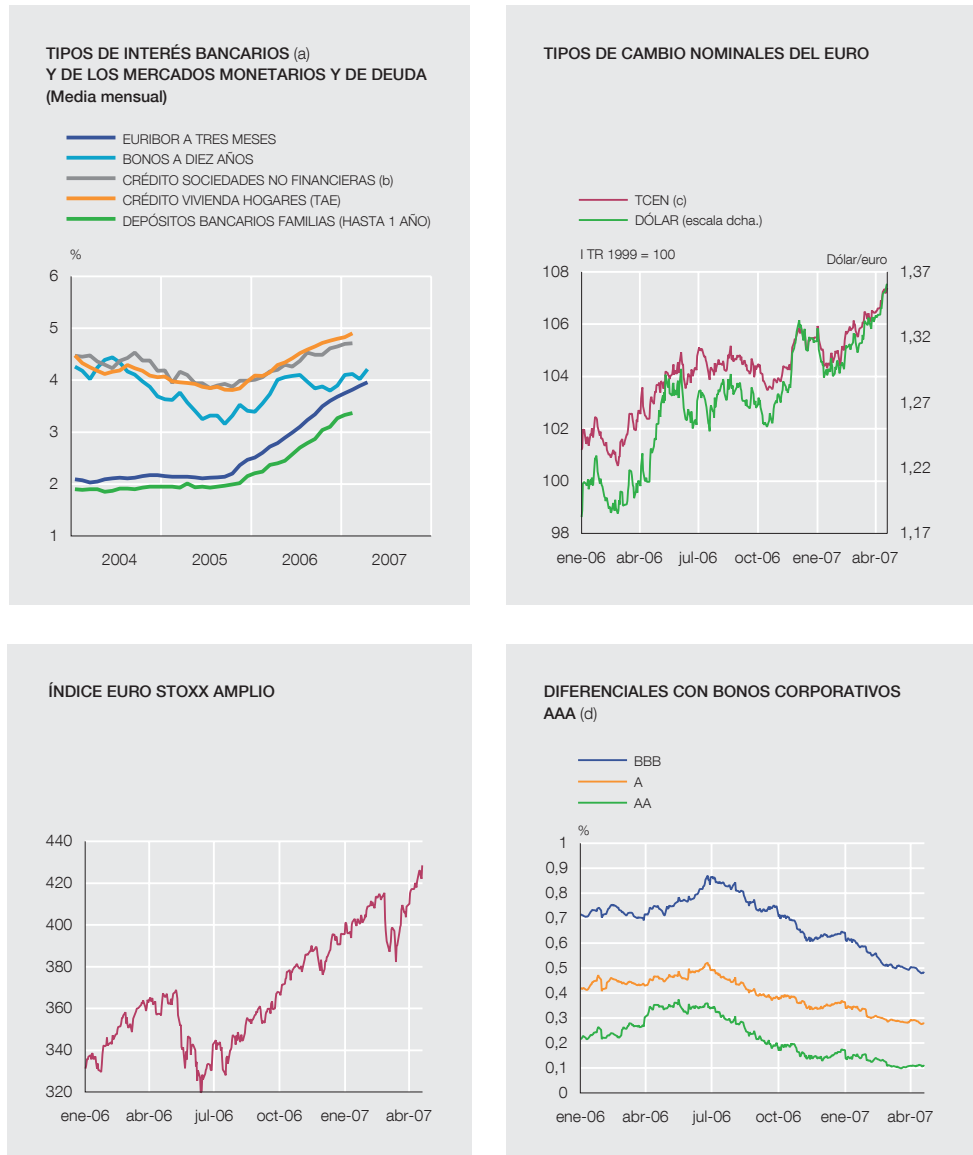 TIPOS DE INTERÉS BANCARIOS (a)
Y DE LOS MERCADOS MONETARIOS Y DE DEUDA
(Media mensual)
EURIBOR A TRES MESES
BONOS A DIEZ AÑOS
CRÉDITO SOCIEDADES NO FINANCIERAS (b)
CRÉDITO VIVIENDA HOGARES (TAE)
DEPÓSITOS BANCARIOS FAMILIAS (HASTA 1 AÑO)
%
6
5
4
3
2
1
2004 2005 2006 2007
TIPOS DE CAMBIO NOMINALES DEL EURO
TCEN (c)
DÓLAR (escala dcha.)
I TR 1999 = 100
Dólar/euro
108
106
104
102
100
98
1,37
1,32
1,27
1,22
1,17
ene-06 abr-06 jul-06 oct-06 ene-07 abr-07
ÍNDICE EURO STOXX AMPLIO
440
420
400
380
360
340
320
ene-06 abr-06 jul-06 oct-06 ene-07 abr-07
DIFERENCIALES CON BONOS CORPORATIVOS
AAA (d)
BBB
A
AA
%
1
0,9
0,8
0,7
0,6
0,5
0,4
0,3
0,2
0,1
0
ene-06 abr-06 jul-06 oct-06 ene-07 abr-07